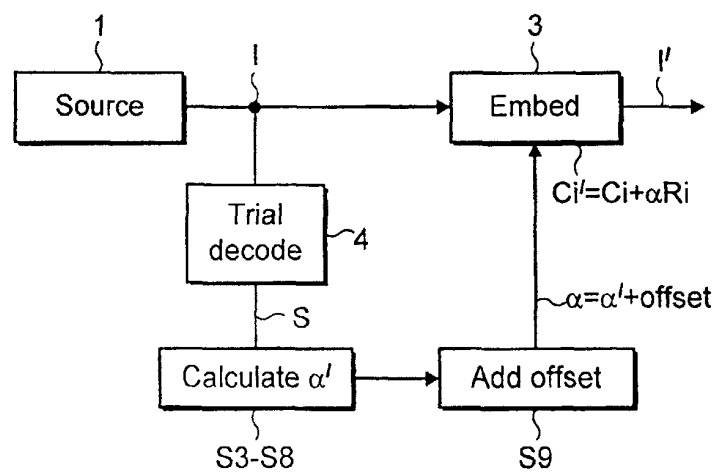 1
I
3
I'
Source
Embed
Ci'=Ci+αRi
Trial
decode
4
S
α=α'+offset
Calculate α'
Add offset
S3-S8
S9